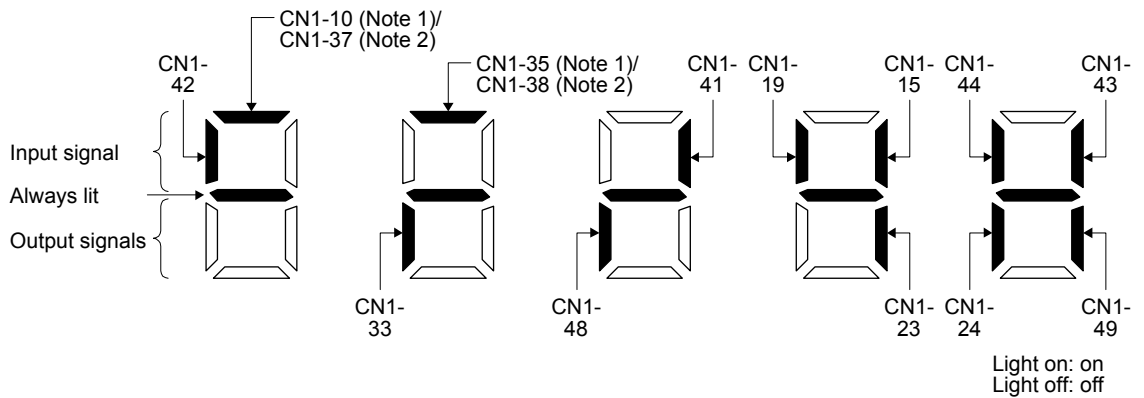 CN1-10 (Note 1)/
CN1-37 (Note 2)
CN1-
42
CN1-35 (Note 1)/
CN1-38 (Note 2)
CN1-
41
CN1-
19
CN1-
15
CN1-
44
CN1-
43
Input signal
Always lit
Output signals
CN1-
33
CN1-
48
CN1-
23
CN1-
24
CN1-
49
Light on: on
Light off: off